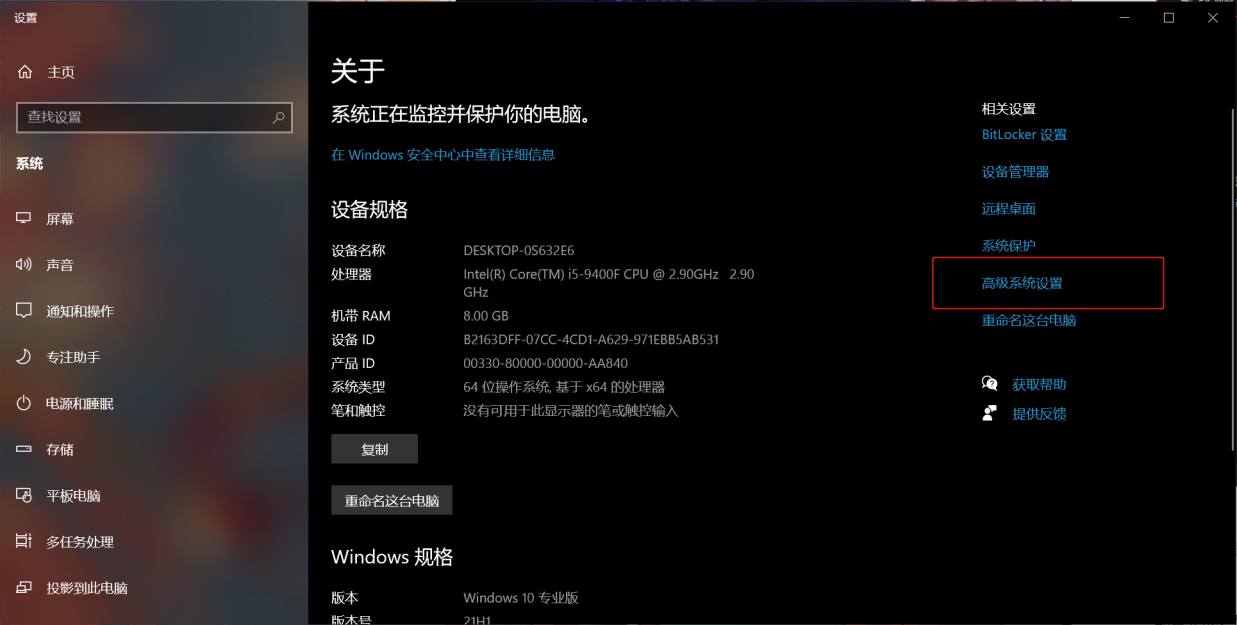 设置
主页
查找设置
系统
屏幕
声音
通知和操作
专注助手
电源和睡眠
存储
平板电脑
多任务处理
投影到此电脑
关于
系统正在监控并保护你的电脑。
在 Windows 安全中心中查看详细信息
设备规格
设备名称 DESKTOP-0S632E6
处理器 Intel(R) Core(TM) i5-9400F CPU @ 2.90GHz 2.90
GHz
机带 RAM 8.00 GB
设备 ID B2163DFF-07CC-4CD1-A629-971EBB5AB531
产品 ID 00330-80000-00000-AA840
系统类型 64 位操作系统, 基于 x64 的处理器
笔和触控 没有可用于此显示器的笔或触控输入
复制
重命名这台电脑
Windows 规格
版本 Windows 10 专业版
版本号 21H1
相关设置
BitLocker 设置
设备管理器
远程桌面
系统保护
高级系统设置
重命名这台电脑
获取帮助
提供反馈